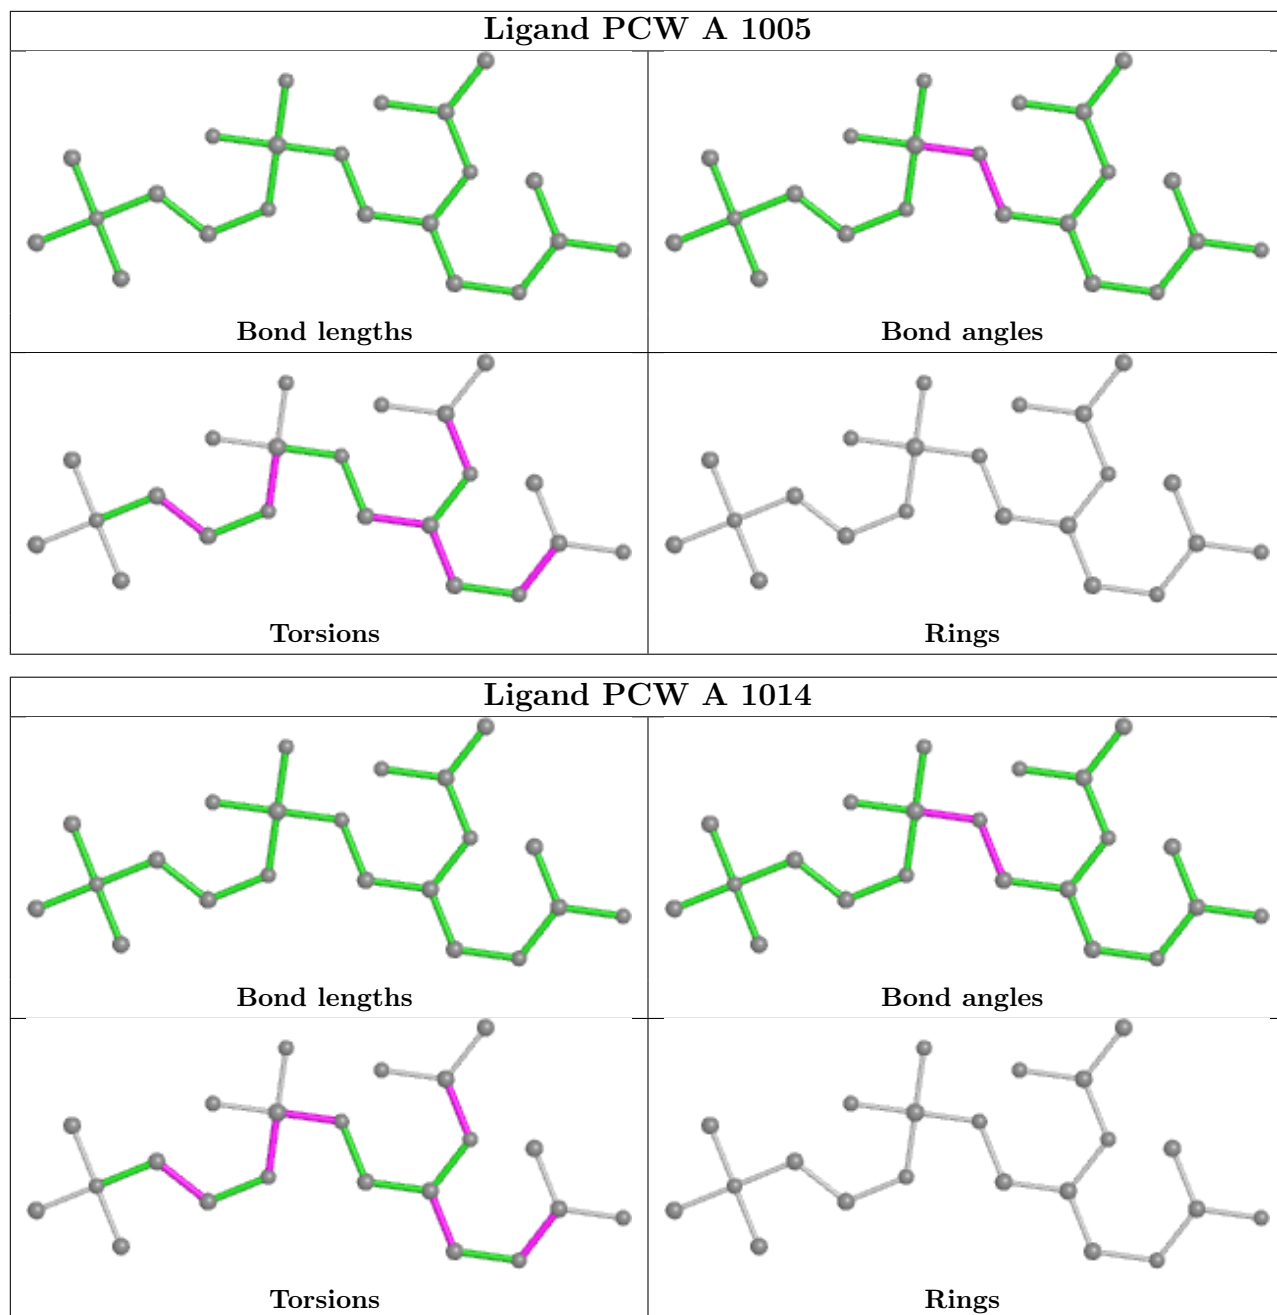 Ligand PCW A 1005
Bond lengths
Bond angles
Torsions
Rings
Ligand PCW A 1014
Bond lengths
Bond angles
Torsions
Rings